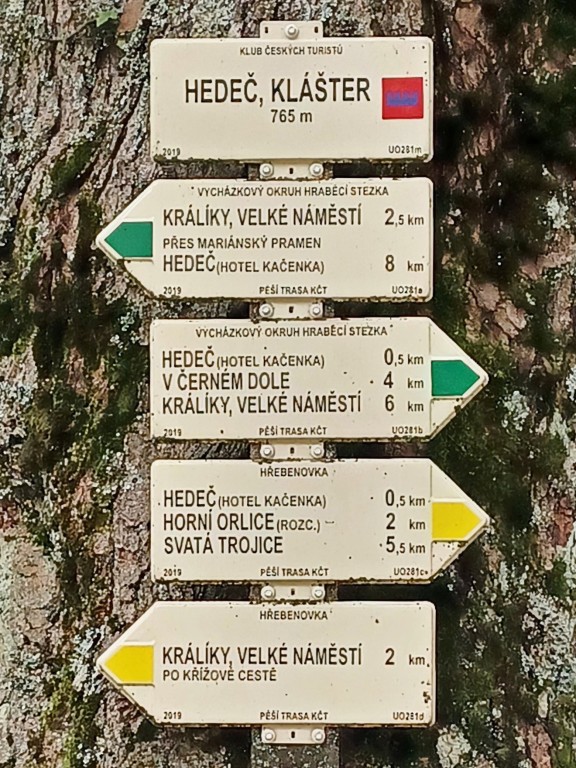 KLUB ČESKÝCH TURISTŮ
HEDEČ, KLÁŠTER
765 m
2019 UO281m
VYCHÁZKOVÝ OKRUH HRABĚCÍ STEZKA
KRÁLÍKY, VELKÉ NÁMĚSTÍ 2,5 km
PŘES MARIÁNSKÝ PRAMEN
HEDEČ (HOTEL KAČENKA) 8 km
2019 PĚŠÍ TRASA KČT UO281a
VYCHÁZKOVÝ OKRUH HRABĚCÍ STEZKA
HEDEČ (HOTEL KAČENKA) 0,5 km
V ČERNÉM DOLE 4 km
KRÁLÍKY, VELKÉ NÁMĚSTÍ 6 km
2019 PĚŠÍ TRASA KČT UO281b
HŘEBENOVKA
HEDEČ (HOTEL KAČENKA) 0,5 km
HORNÍ ORLICE (ROZC.) 2 km
SVATÁ TROJICE 5,5 km
2019 PĚŠÍ TRASA KČT UO281c
HŘEBENOVKA
KRÁLÍKY, VELKÉ NÁMĚSTÍ 2 km
PO KŘÍŽOVÉ CESTĚ
2019 PĚŠÍ TRASA KČT UO281d